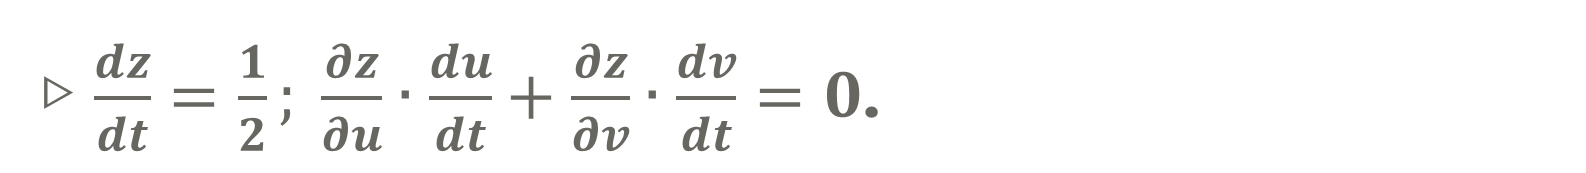 ▷ dz/dt = 1/2; ∂z/∂u · du/dt + ∂z/∂v · dv/dt = 0.